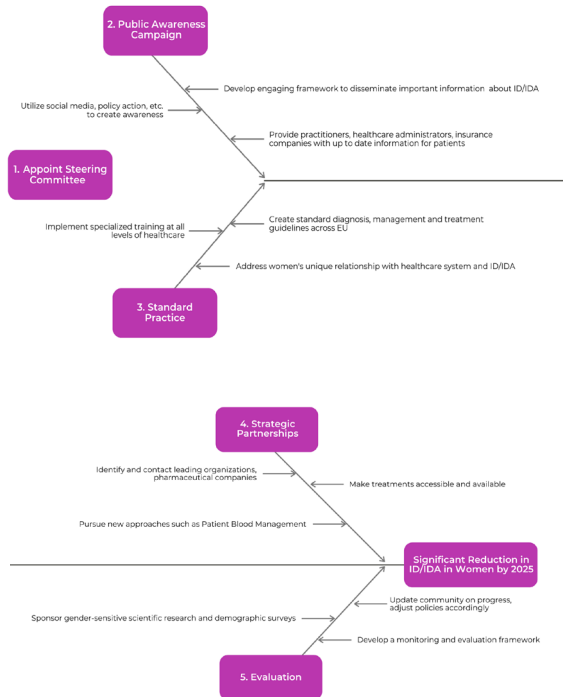 2. Public Awareness
Campaign
Develop engaging framework to disseminate important information about ID/IDA
Utilize social media, policy action, etc.
to create awareness
Provide practitioners, healthcare administrators, insurance
companies with up to date information for patients
1. Appoint Steering
Committee
Implement specialized training at all
levels of healthcare
Create standard diagnosis, management and treatment
guidelines across EU
Address women's unique relationship with healthcare system and ID/IDA
3. Standard
Practice
4. Strategic
Partnerships
Identify and contact leading organizations,
pharmaceutical companies
Make treatments accessible and available
Pursue new approaches such as Patient Blood Management
Significant Reduction in
ID/IDA in Women by 2025
Update community on progress,
adjust policies accordingly
Sponsor gender-sensitive scientific research and demographic surveys
Develop a monitoring and evaluation framework
5. Evaluation